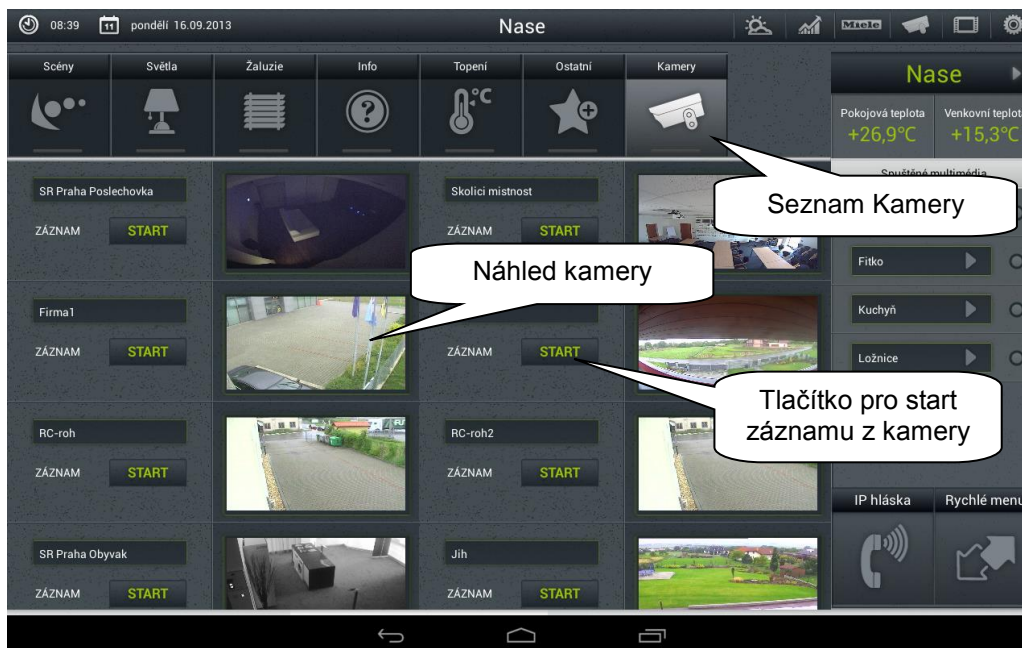 08:39 11 pondělí 16.09.2013 Nase Miele
Scény Světla Žaluzie Info Topení Ostatní Kamery
°C
Nase
Pokojová teplota Venkovní teplota
+26,9°C +15,3°C
Spuštěné multimédia
Seznam Kamery
SR Praha Poslechovka
ZÁZNAM START
Skolici mistnost
ZÁZNAM START
Náhled kamery
Fitko
Firma1
ZÁZNAM START
ZÁZNAM START
Kuchyň
Ložnice
Tlačítko pro start
záznamu z kamery
RC-roh
ZÁZNAM START
RC-roh2
ZÁZNAM START
IP hláska Rychlé menu
SR Praha Obyvak
ZÁZNAM START
Jih
ZÁZNAM START